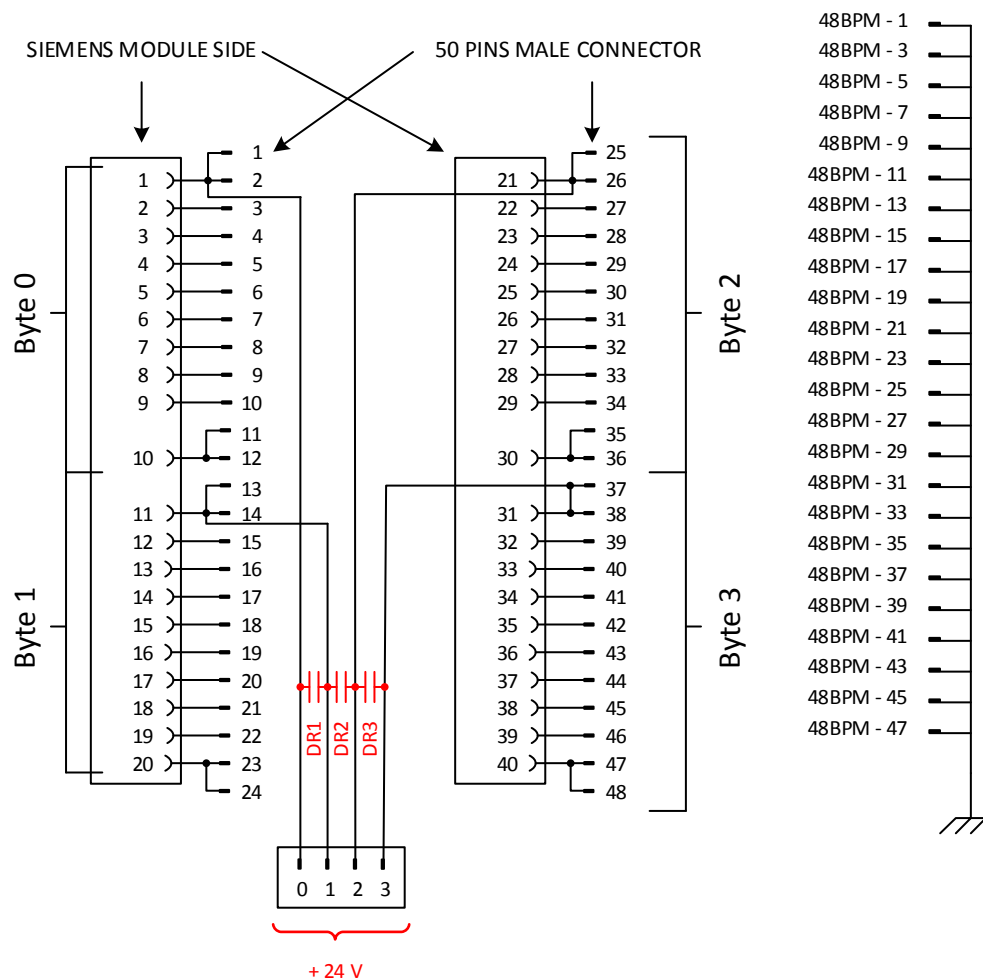 SIEMENS MODULE SIDE
50 PINS MALE CONNECTOR
Byte 0
Byte 1
1
2
3
4
5
6
7
8
9
10
11
12
13
14
15
16
17
18
19
20
1
2
3
4
5
6
7
8
9
10
11
12
13
14
15
16
17
18
19
20
21
22
23
24
DR1
DR2
DR3
0 1 2 3
+ 24 V
21
22
23
24
25
26
27
28
29
30
31
32
33
34
35
36
37
38
39
40
25
26
27
28
29
30
31
32
33
34
35
36
37
38
39
40
41
42
43
44
45
46
47
48
Byte 2
Byte 3
48BPM - 1
48BPM - 3
48BPM - 5
48BPM - 7
48BPM - 9
48BPM - 11
48BPM - 13
48BPM - 15
48BPM - 17
48BPM - 19
48BPM - 21
48BPM - 23
48BPM - 25
48BPM - 27
48BPM - 29
48BPM - 31
48BPM - 33
48BPM - 35
48BPM - 37
48BPM - 39
48BPM - 41
48BPM - 43
48BPM - 45
48BPM - 47